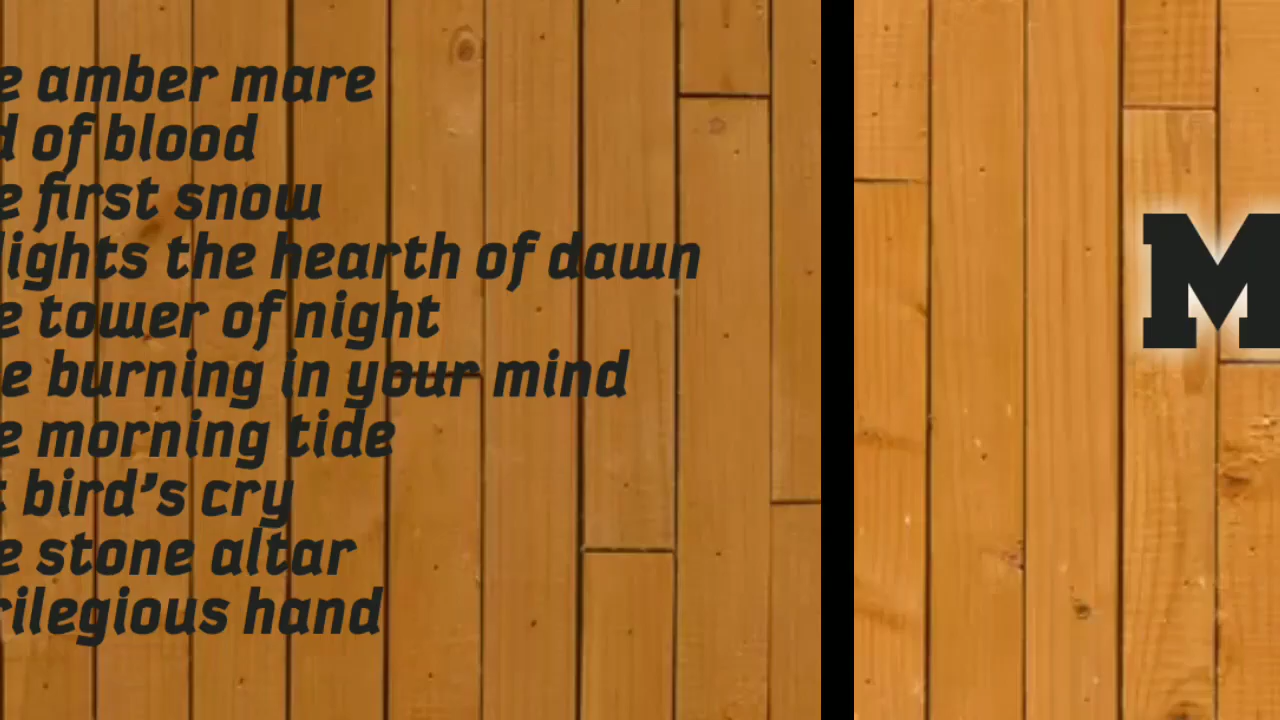 amber mare
of blood
first snow
lights the hearth of dawn
tower of night
burning in your mind
morning tide
bird’s cry
stone altar
hand
M